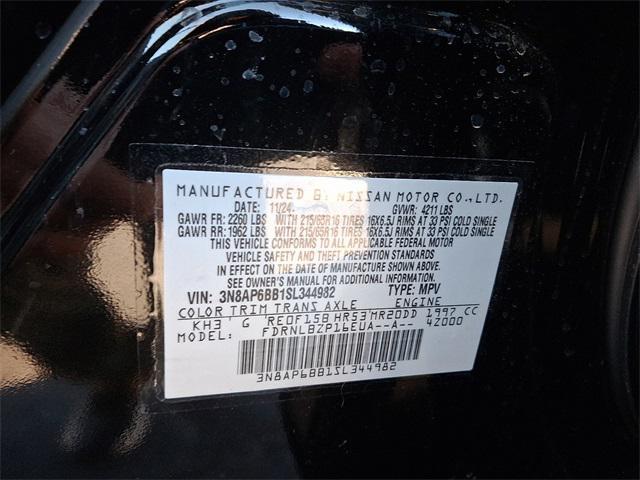 MANUFACTURED BY NISSAN MOTOR CO.,LTD.
DATE: 11/24 GVWR: 4211 LBS
GAWR FR: 2260 LBS WITH 215/65R16 TIRES 16X6.5J RIMS AT 33 PSI COLD SINGLE
GAWR RR: 1962 LBS WITH 215/65R16 TIRES 16X6.5J RIMS AT 33 PSI COLD SINGLE
THIS VEHICLE CONFORMS TO ALL APPLICABLE FEDERAL MOTOR
VEHICLE SAFETY AND THEFT PREVENTION STANDARDS
IN EFFECT ON THE DATE OF MANUFACTURE SHOWN ABOVE.
SEE OWNER'S MANUAL FOR ADDITIONAL INFORMATION.
VIN: 3N8AP6BB1SL344982 TYPE: MPV
COLOR TRIM TRANS AXLE ENGINE
KH3 G RE0F15B HR53 MR20DD 1997 CC
MODEL: FDRNLBZP16EUA--A-- 4Z000
3N8AP6BB1SL344982